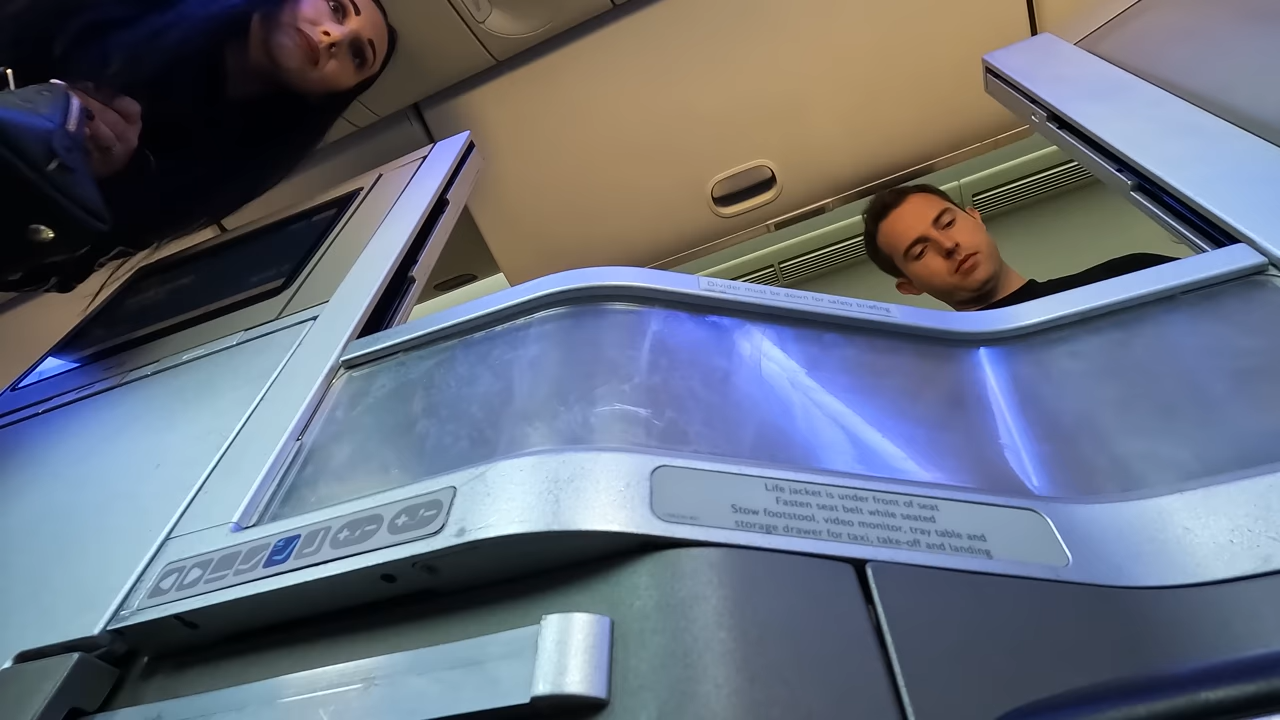 Divider must be down for safety briefing
Life jacket is under front of seat
Fasten seat belt while seated
Stow footstool, video monitor, tray table and
storage drawer for taxi, take-off and landing